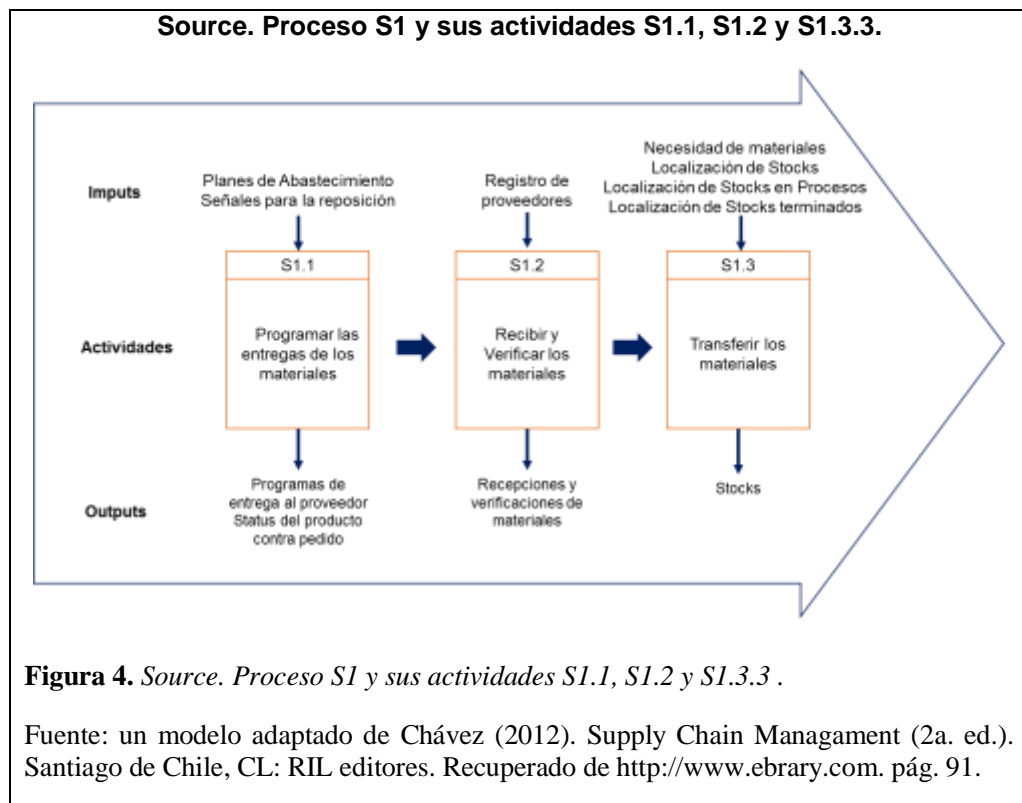 Source. Proceso S1 y sus actividades S1.1, S1.2 y S1.3.3.
Imputs
Planes de Abastecimiento
Señales para la reposición
Registro de
proveedores
Necesidad de materiales
Localización de Stocks
Localización de Stocks en Procesos
Localización de Stocks terminados
Actividades
S1.1
Programar las
entregas de los
materiales
S1.2
Recibir y
Verificar los
materiales
S1.3
Transferir los
materiales
Outputs
Programas de
entrega al proveedor
Status del producto
contra pedido
Recepciones y
verificaciones de
materiales
Stocks
Figura 4. Source. Proceso S1 y sus actividades S1.1, S1.2 y S1.3.3 .
Fuente: un modelo adaptado de Chávez (2012). Supply Chain Managament (2a. ed.).
Santiago de Chile, CL: RIL editores. Recuperado de http://www.ebrary.com. pág. 91.